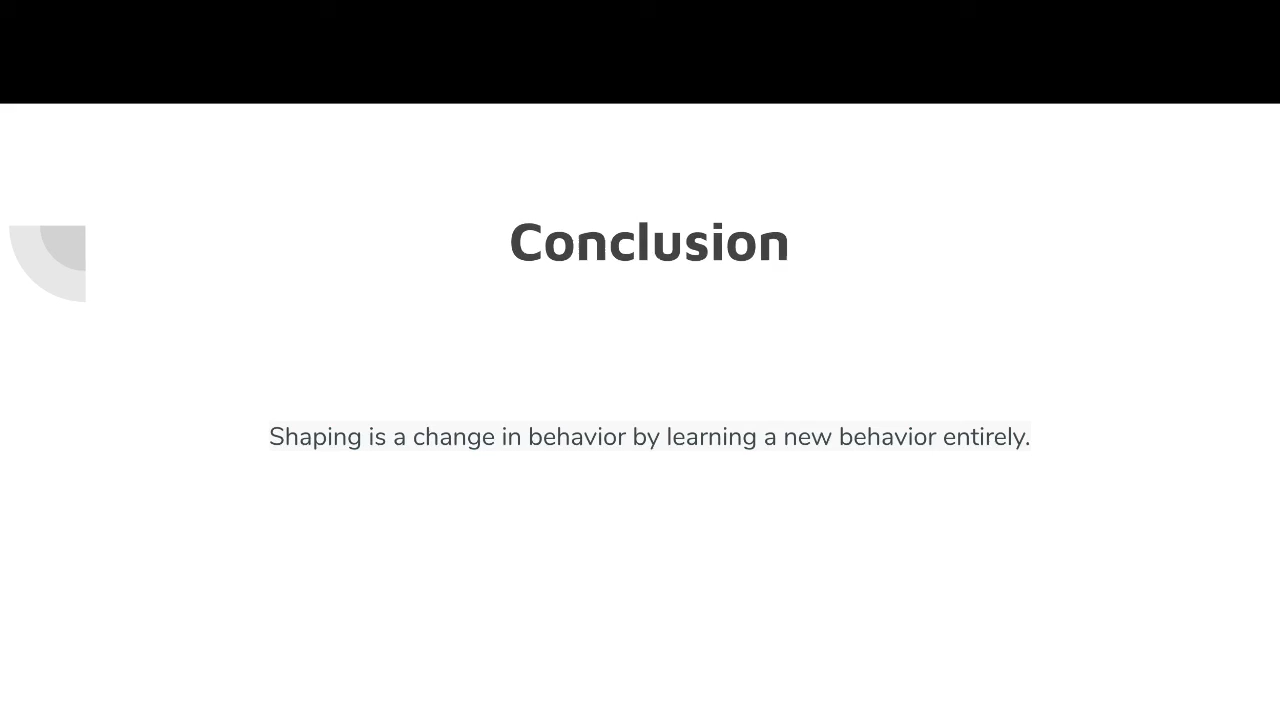 Conclusion
Shaping is a change in behavior by learning a new behavior entirely.